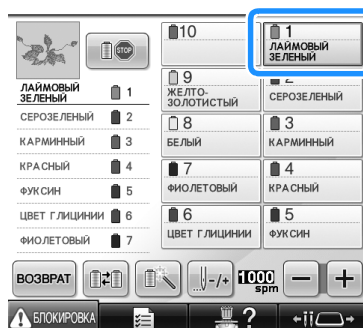 STOP
10
1
ЛАЙМОВЫЙ
ЗЕЛЕНЫЙ
ЛАЙМОВЫЙ
ЗЕЛЕНЫЙ
1
СЕРОЗЕЛЕНЫЙ
2
КАРМИННЫЙ
3
КРАСНЫЙ
4
ФУКСИН
5
ЦВЕТ ГЛИЦИНИИ
6
ФИОЛЕТОВЫЙ
7
9
ЖЕЛТО-
ЗОЛОТИСТЫЙ
2
СЕРОЗЕЛЕНЫЙ
8
БЕЛЫЙ
3
КАРМИННЫЙ
7
ФИОЛЕТОВЫЙ
4
КРАСНЫЙ
6
ЦВЕТ ГЛИЦИНИИ
5
ФУКСИН
ВОЗВРАТ
-/+
1000
spm
−
+
БЛОКИРОВКА
?